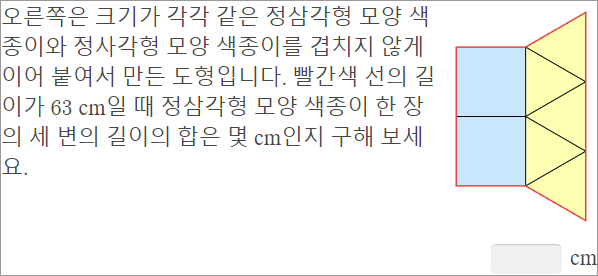 오른쪽은 크기가 각각 같은 정삼각형 모양 색
종이와 정사각형 모양 색종이를 겹치지 않게
이어 붙여서 만든 도형입니다. 빨간색 선의 길
이가 63 cm일 때 정삼각형 모양 색종이 한 장
의 세 변의 길이의 합은 몇 cm인지 구해 보세
요.
cm